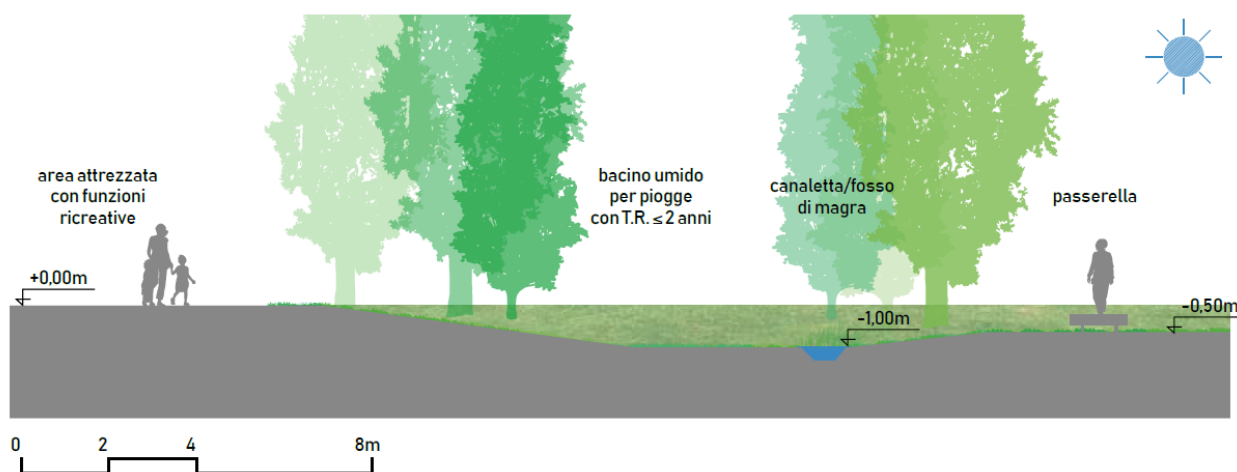 area attrezzata
con funzioni
ricreative
bacino umido
per piogge
con T.R. ≤ 2 anni
canaletta/fosso
di magra
passerella
+0,00m
-1,00m
-0,50m
0 2 4 8m